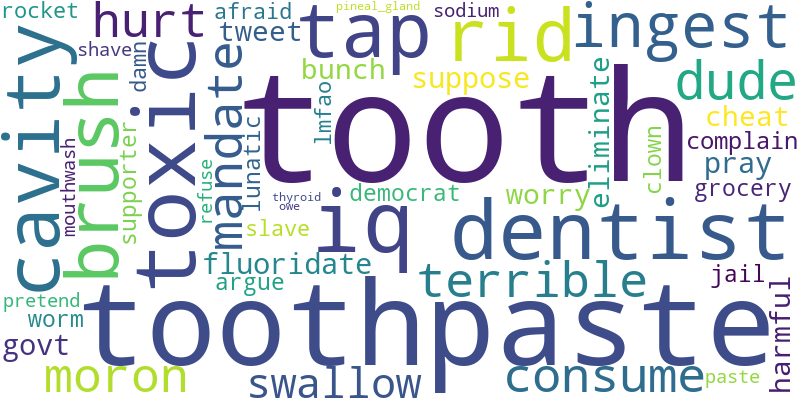 rocket
hurt
afraid
tweet
pineal_gland
sodium
tap
rid
ingest
shave
damn
bunch
suppose
dude
cavity
brush
toxic
mandate
tooth
lmfao
eliminate
cheat
mouthwash
supporter
refuse
lunatic
clown
complain
pray
grocery
thyroid
owe
democrat
worry
slave
iq
dentist
fluoridate
argue
terrible
jail
harmful
pretend
worm
govt
toothpaste
moron
swallow
consume
paste